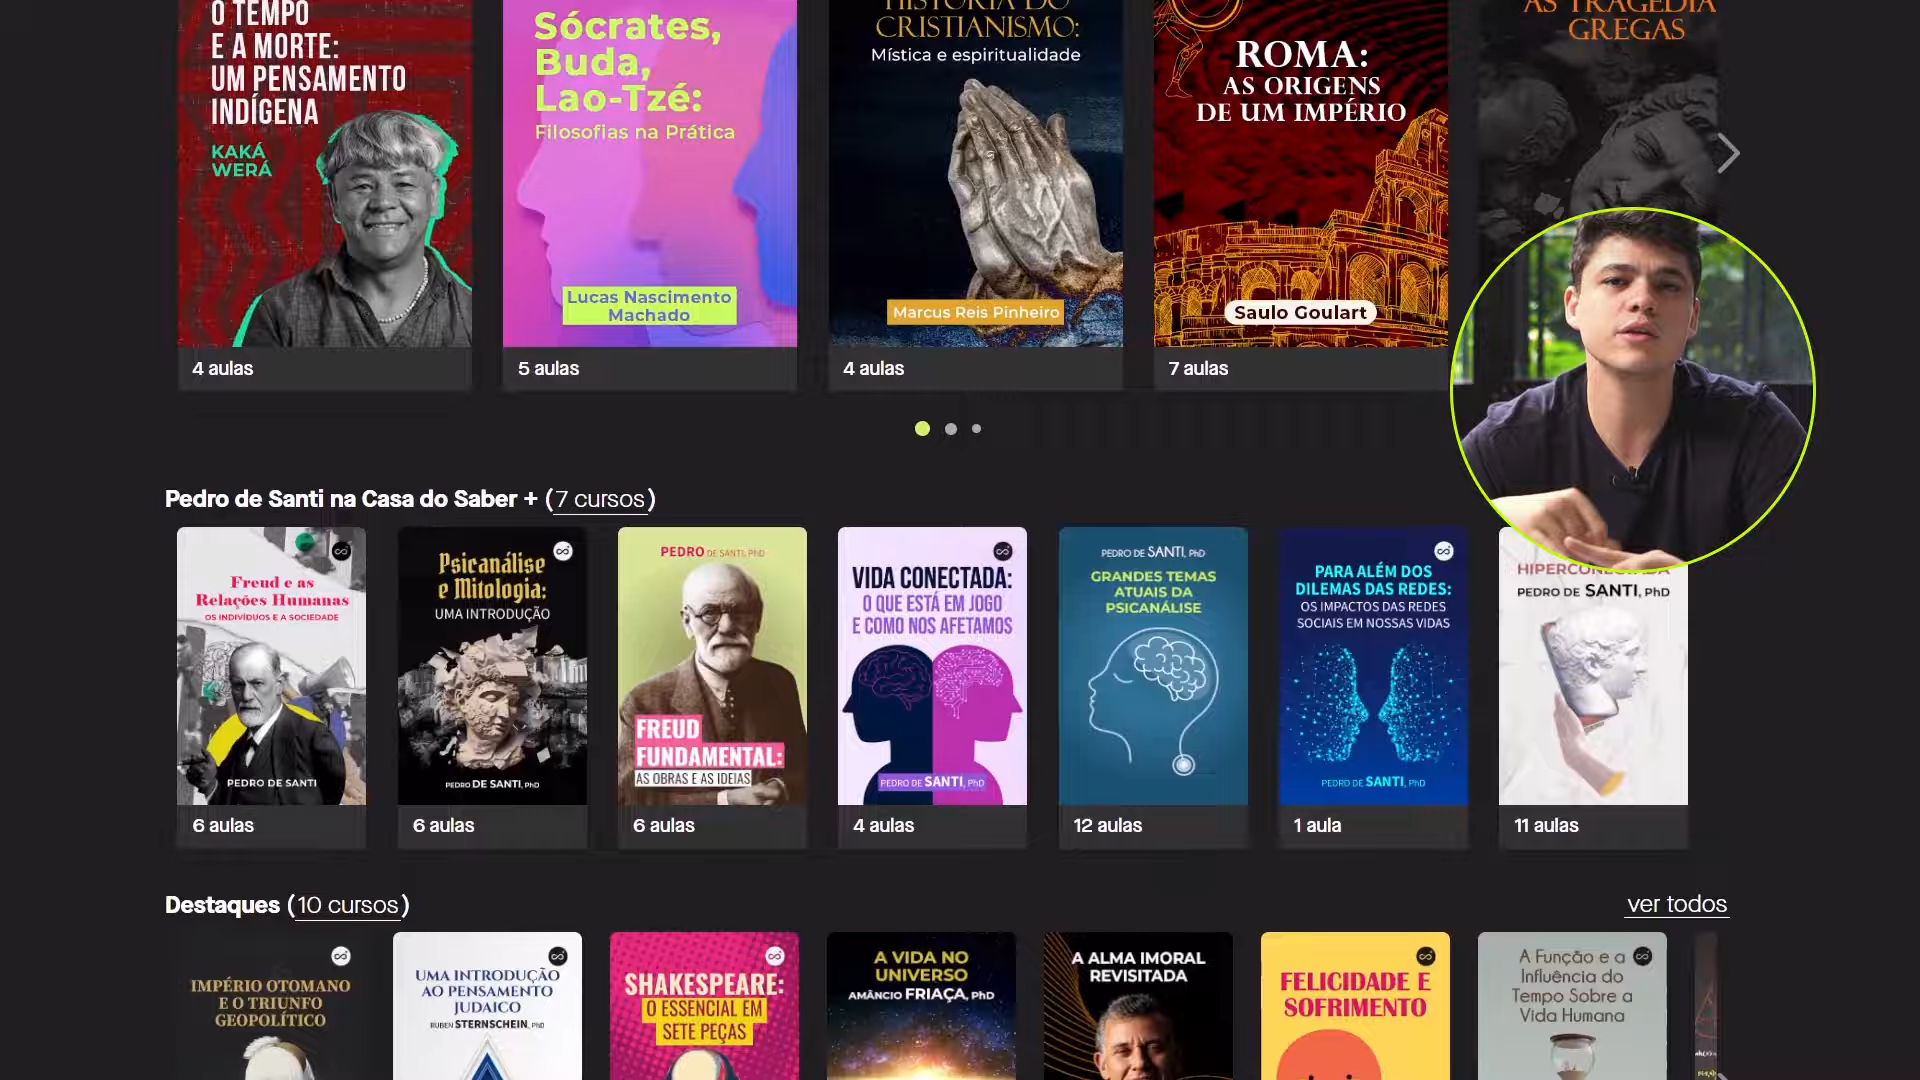 O TEMPO
E A MORTE:
UM PENSAMENTO
INDÍGENA
KAKÁ
WERÁ
4 aulas
Sócrates,
Buda,
Lao-Tzé:
Filosofias na Prática
Lucas Nascimento
Machado
5 aulas
HISTÓRIA DO
CRISTIANISMO:
Mística e espiritualidade
Marcus Reis Pinheiro
4 aulas
ROMA:
AS ORIGENS
DE UM IMPÉRIO
Saulo Goulart
7 aulas
AS TRAGÉDIA
GREGAS
Pedro de Santi na Casa do Saber + (7 cursos)
Freud e as
Relações Humanas
OS INDIVÍDUOS E A SOCIEDADE
PEDRO DE SANTI
6 aulas
Psicanálise
e Mitologia:
UMA INTRODUÇÃO
PEDRO DE SANTI, PhD
6 aulas
PEDRO DE SANTI, PhD
FREUD
FUNDAMENTAL:
AS OBRAS E AS IDEIAS
6 aulas
VIDA CONECTADA:
O QUE ESTÁ EM JOGO
E COMO NOS AFETAMOS
PEDRO DE SANTI, PhD
4 aulas
PEDRO DE SANTI, PhD
GRANDES TEMAS
ATUAIS DA
PSICANÁLISE
12 aulas
PARA ALÉM DOS
DILEMAS DAS REDES:
OS IMPACTOS DAS REDES
SOCIAIS EM NOSSAS VIDAS
PEDRO DE SANTI, PhD
1 aula
PEDRO DE SANTI, PhD
11 aulas
Destaques (10 cursos)
ver todos
IMPÉRIO OTOMANO
E O TRIUNFO
GEOPOLÍTICO
UMA INTRODUÇÃO
AO PENSAMENTO
JUDAICO
RUBEN STERNSCHEIN, PhD
SHAKESPEARE:
O ESSENCIAL EM
SETE PEÇAS
A VIDA NO
UNIVERSO
AMÂNCIO FRIAÇA, PhD
A ALMA IMORAL
REVISITADA
FELICIDADE E
SOFRIMENTO
A Função e a
Influência do
Tempo Sobre a
Vida Humana